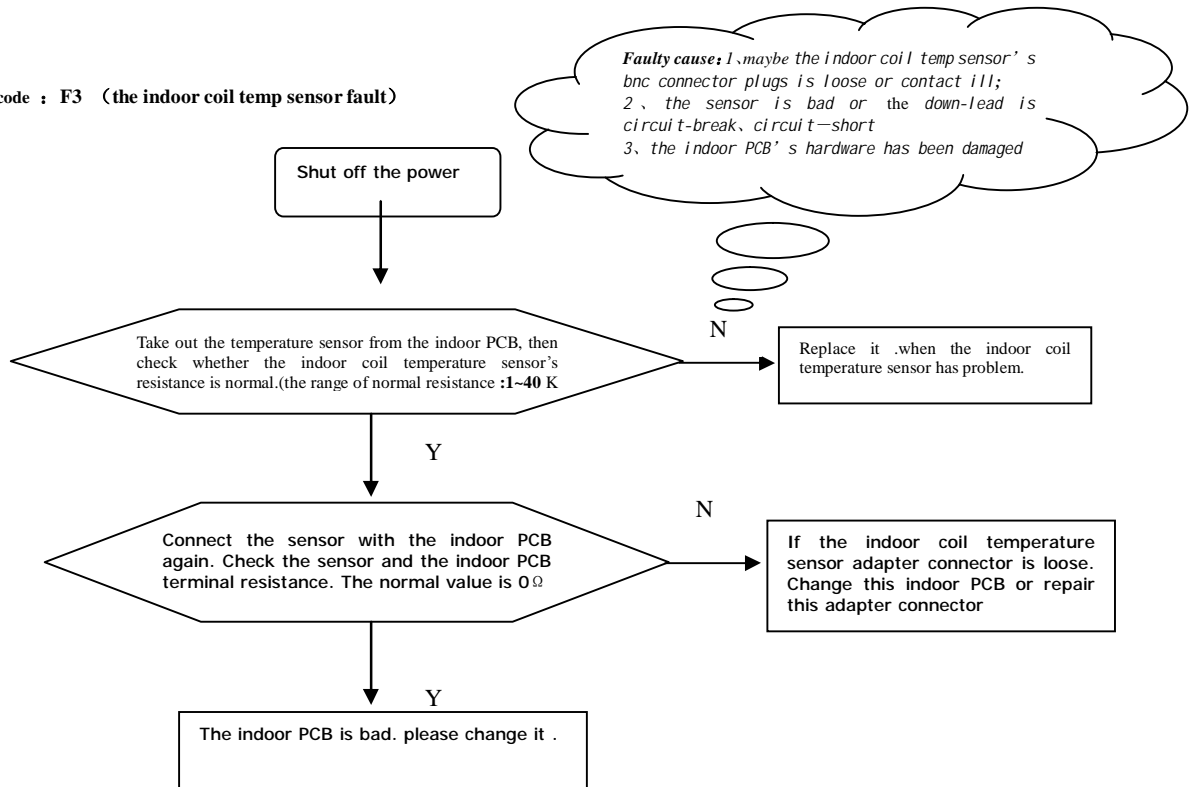 Faulty cause：1、maybe the indoor coil temp sensor’s
bnc connector plugs is loose or contact ill;
2、 the sensor is bad or the down-lead is
circuit-break、circuit—short
3、the indoor PCB’s hardware has been damaged
code ：F3 （the indoor coil temp sensor fault）
Shut off the power
Take out the temperature sensor from the indoor PCB, then
check whether the indoor coil temperature sensor’s
resistance is normal.(the range of normal resistance :1~40 K
N
Replace it .when the indoor coil
temperature sensor has problem.
Y
Connect the sensor with the indoor PCB
again. Check the sensor and the indoor PCB
terminal resistance. The normal value is 0Ω
N
If the indoor coil temperature
sensor adapter connector is loose.
Change this indoor PCB or repair
this adapter connector
Y
The indoor PCB is bad. please change it .